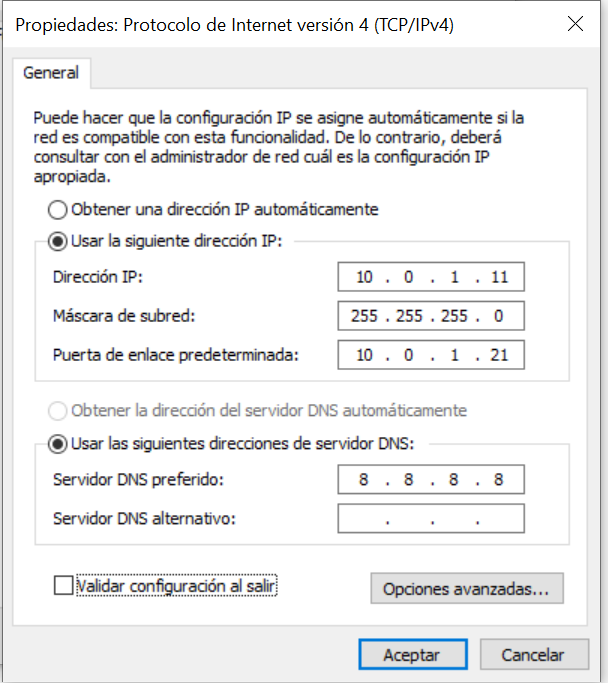 Propiedades: Protocolo de Internet versión 4 (TCP/IPv4)
General
Puede hacer que la configuración IP se asigne automáticamente si la
red es compatible con esta funcionalidad. De lo contrario, deberá
consultar con el administrador de red cuál es la configuración IP
apropiada.
Obtener una dirección IP automáticamente
Usar la siguiente dirección IP:
Dirección IP: 10 . 0 . 1 . 11
Máscara de subred: 255 . 255 . 255 . 0
Puerta de enlace predeterminada: 10 . 0 . 1 . 21
Obtener la dirección del servidor DNS automáticamente
Usar las siguientes direcciones de servidor DNS:
Servidor DNS preferido: 8 . 8 . 8 . 8
Servidor DNS alternativo: . . .
Validar configuración al salir
Opciones avanzadas...
Aceptar Cancelar